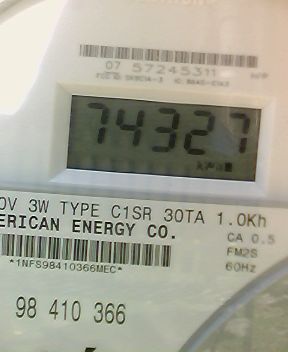 07 57245311
74327
0V 3W TYPE C1SR 30TA 1.0Kh
ERICAN ENERGY CO.
CA 0.5
FM2S
60Hz
*1NFS98410366MEC*
98 410 366